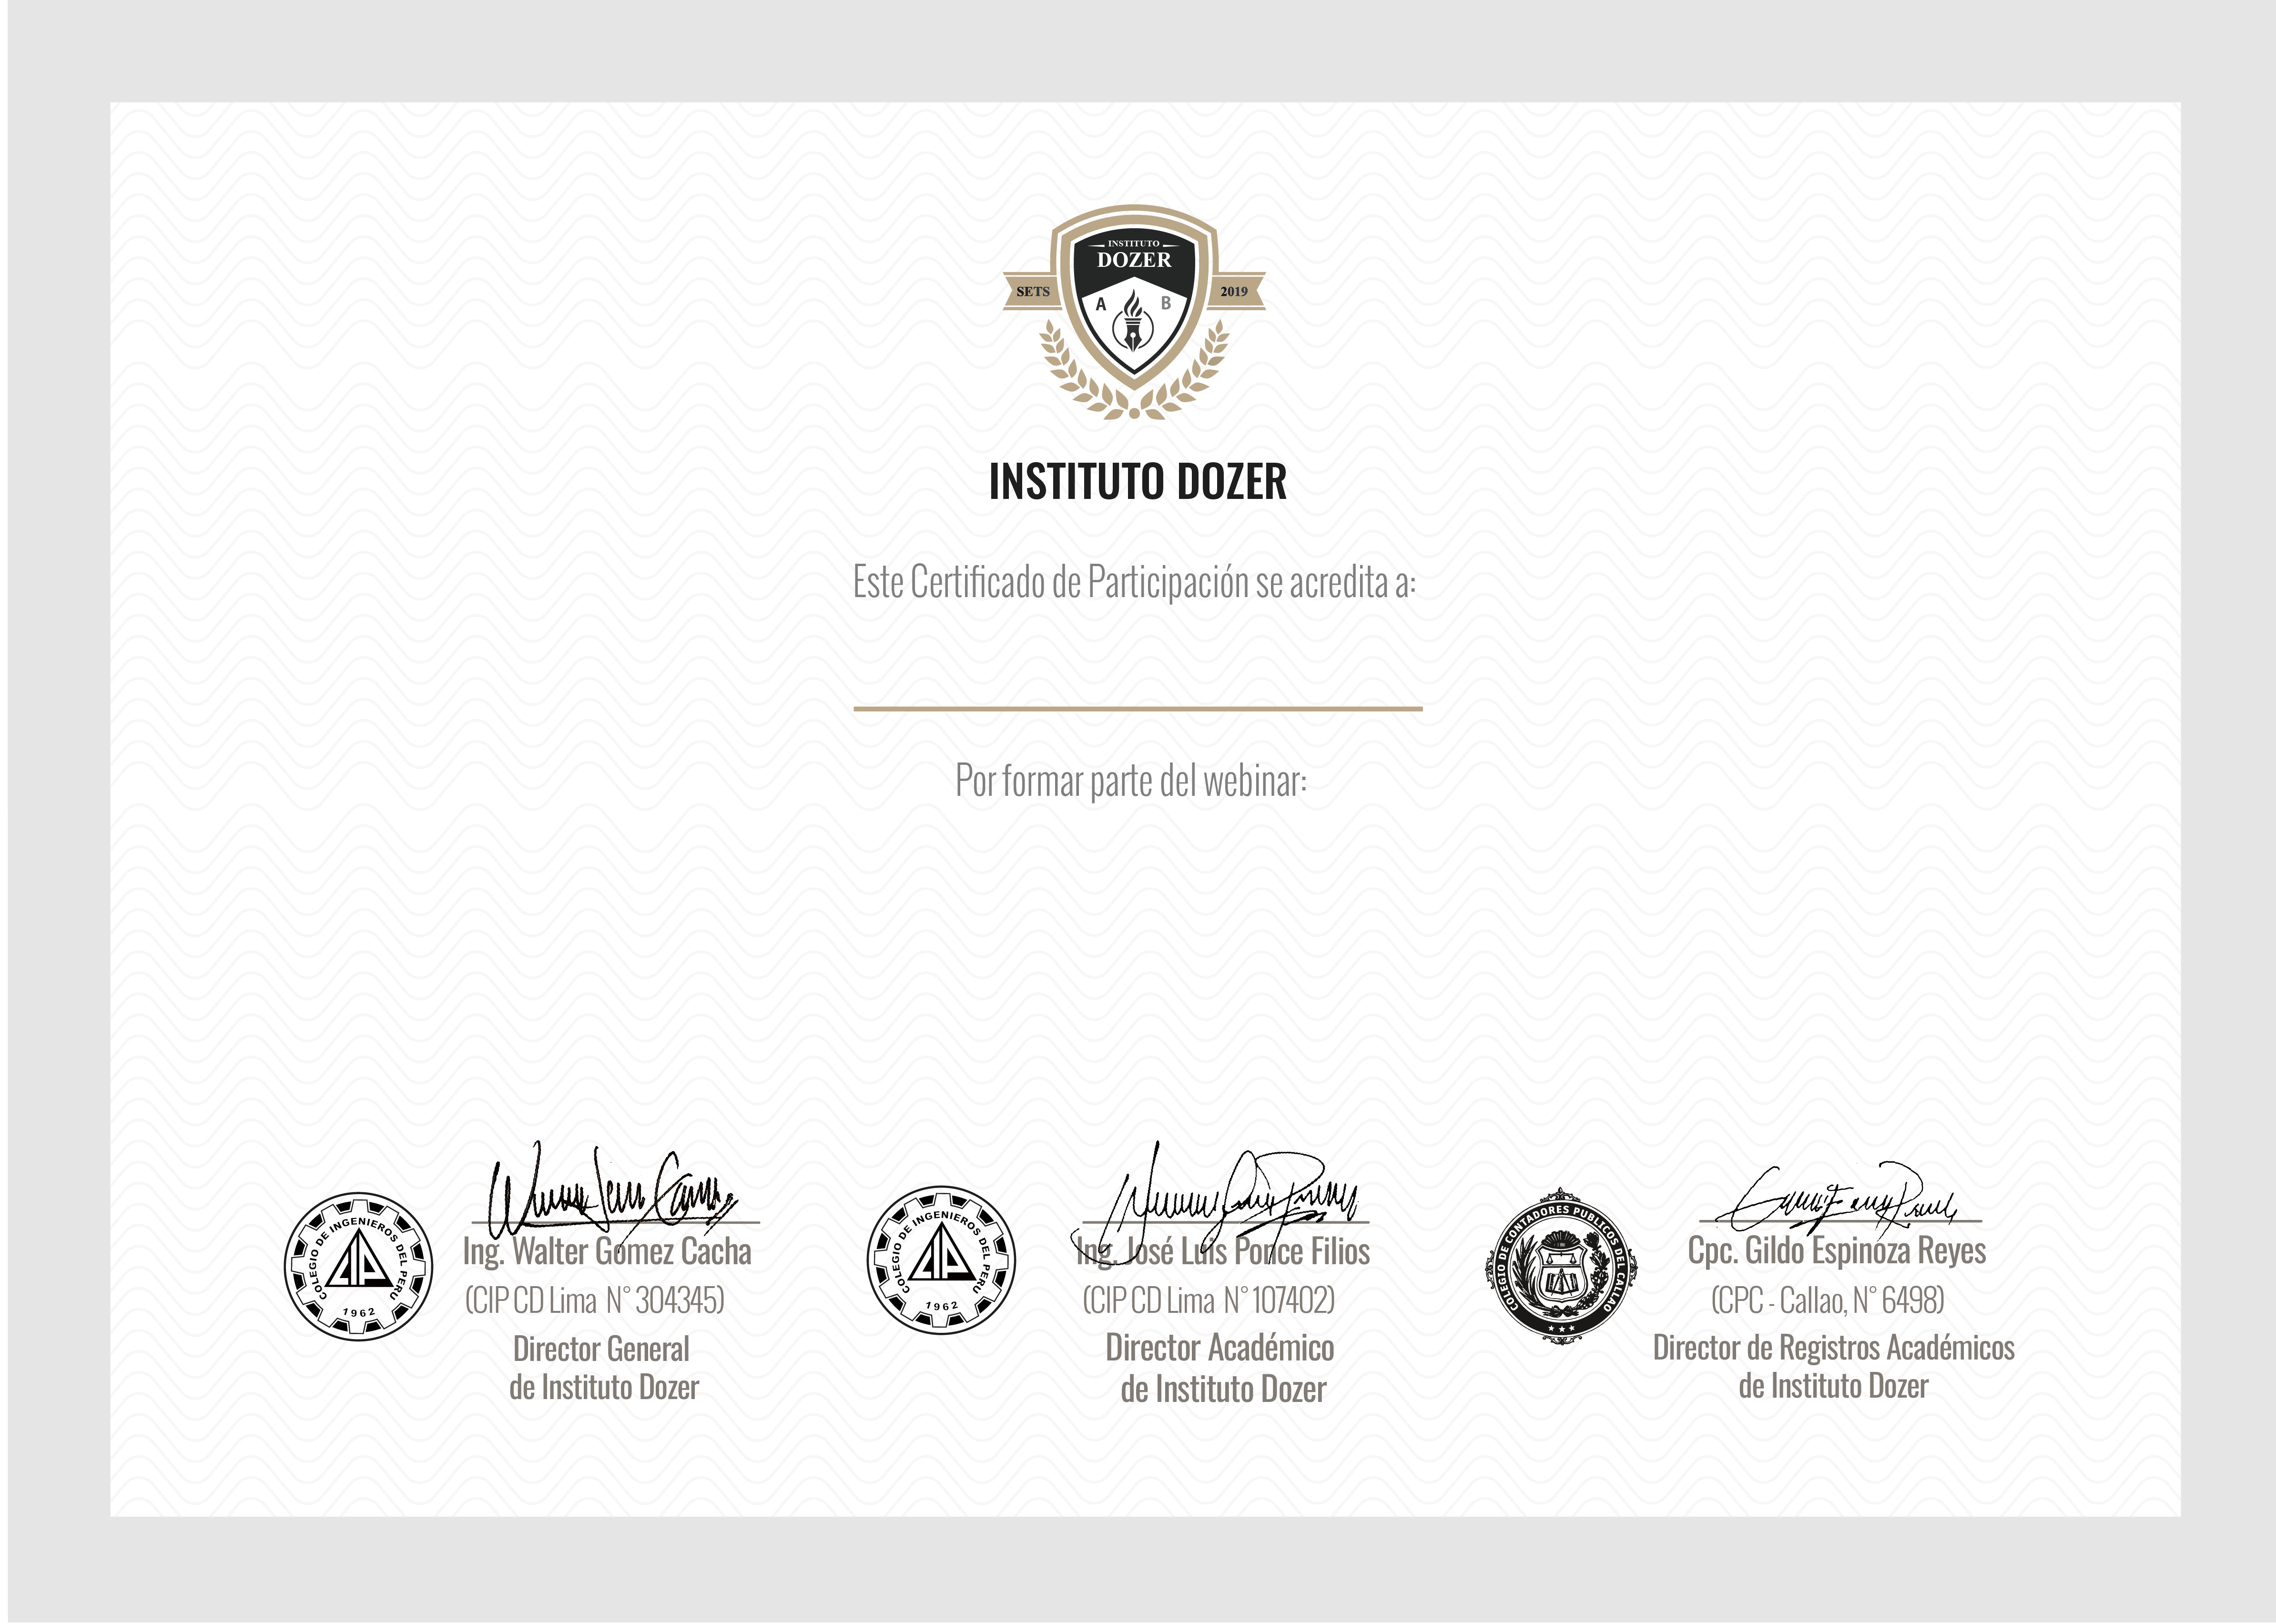 INSTITUTO
DOZER
SETS
2019
A
B
INSTITUTO DOZER
Este Certificado de Participación se acredita a:
Por formar parte del webinar:
COLEGIO DE INGENIEROS DEL PERU
1962
Ing. Walter Gómez Cacha
(CIP CD Lima N° 304345)
Director General
de Instituto Dozer
COLEGIO DE INGENIEROS DEL PERU
1962
Ing. José Luis Ponce Filios
(CIP CD Lima N° 107402)
Director Académico
de Instituto Dozer
COLEGIO DE CONTADORES PUBLICOS DEL CALLAO
Cpc. Gildo Espinoza Reyes
(CPC - Callao, N° 6498)
Director de Registros Académicos
de Instituto Dozer